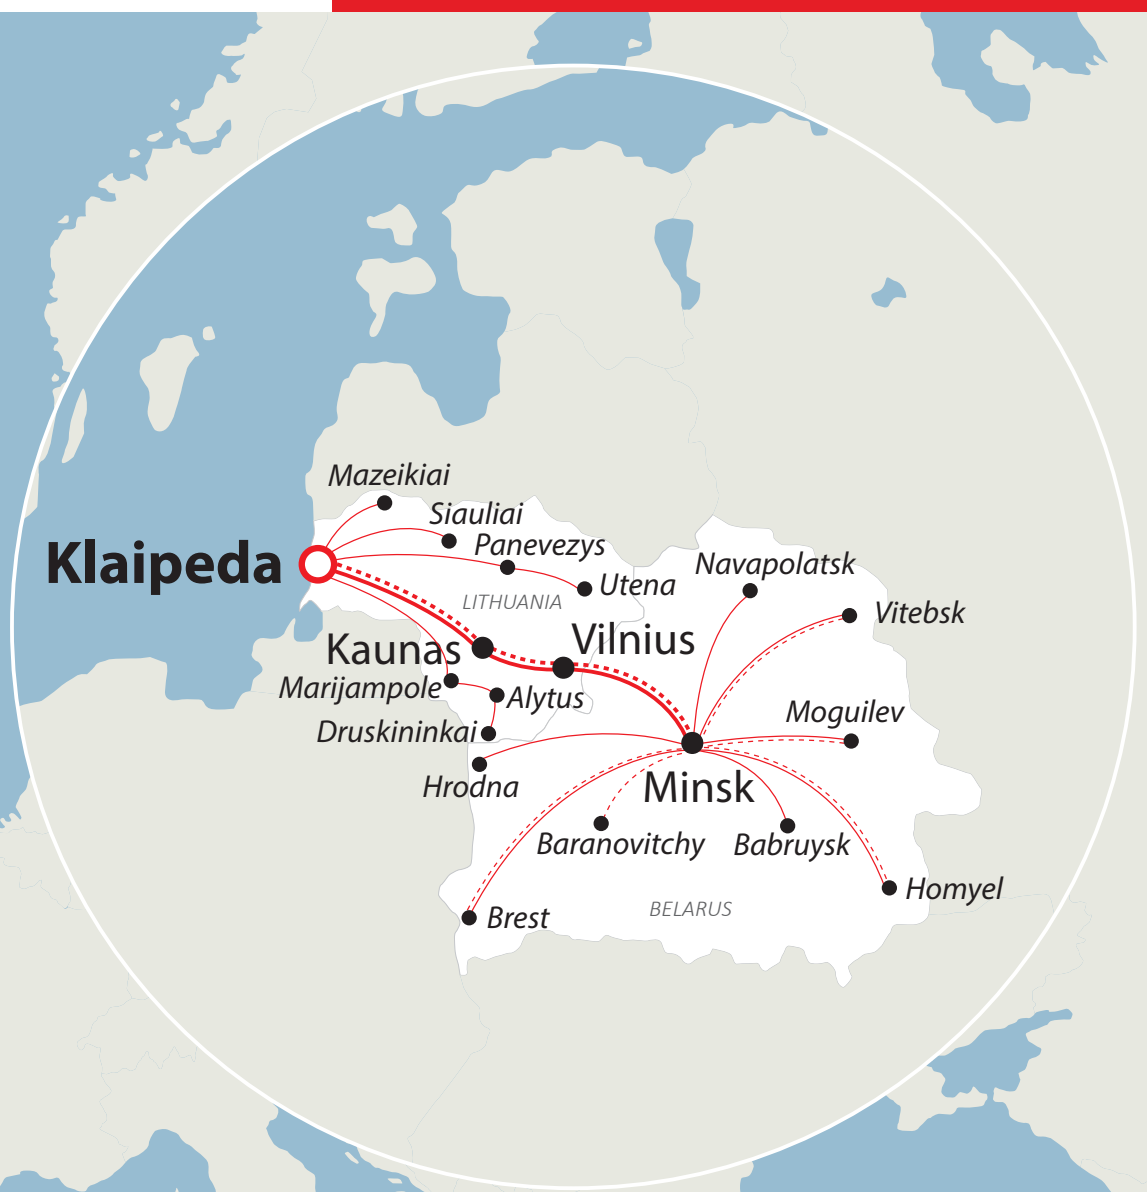 Mazeikiai
Siauliai
Panevezys
Klaipeda
Navapolatsk
Utena
LITHUANIA
Vitebsk
Vilnius
Kaunas
Marijampole
Alytus
Moguilev
Druskininkai
Hrodna
Minsk
Baranovitchy
Babruysk
Homyel
BELARUS
Brest